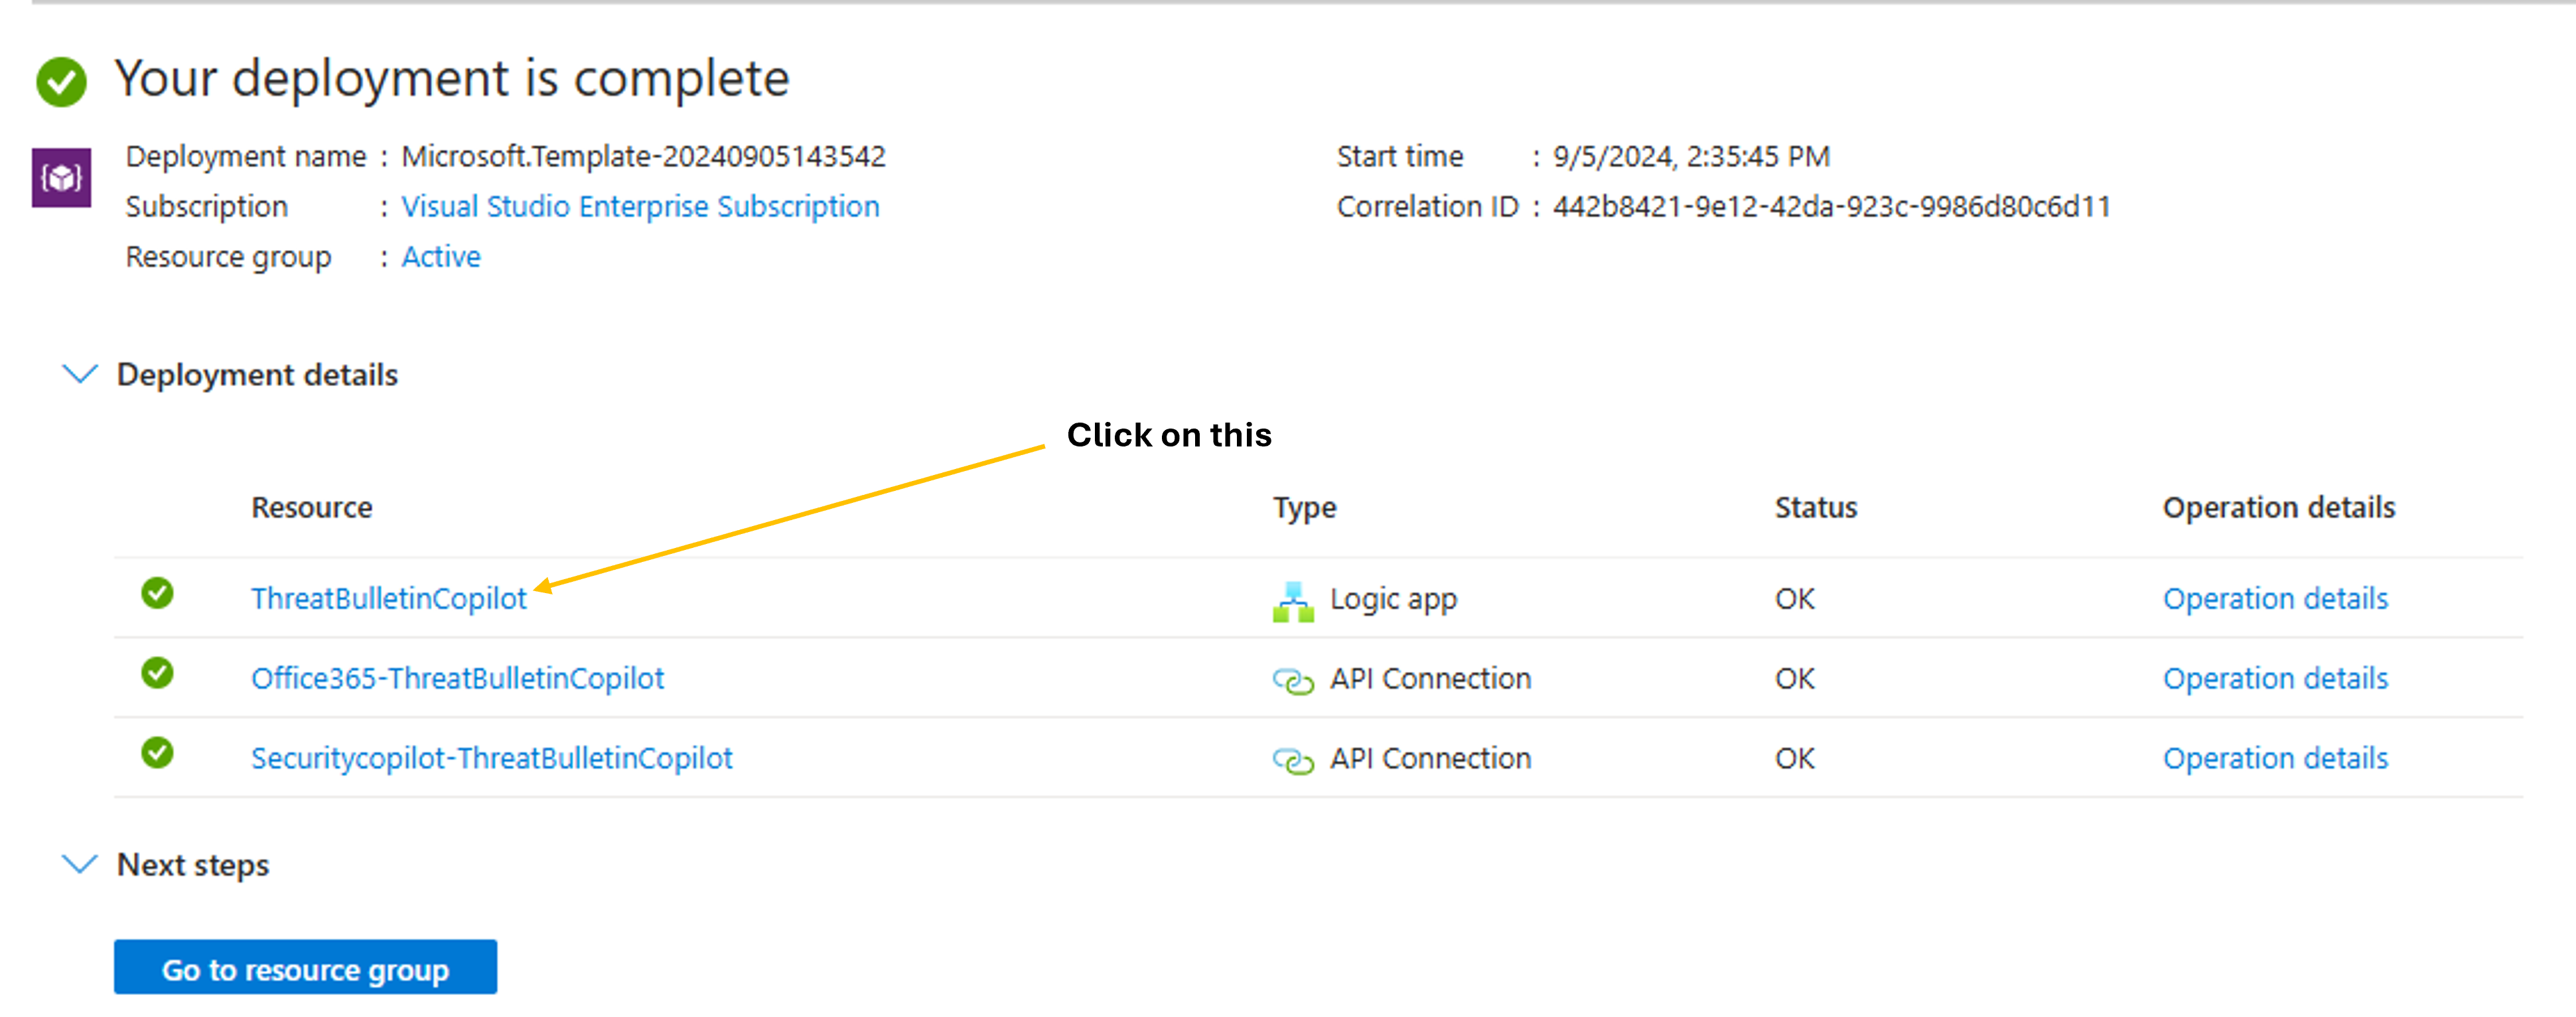 Your deployment is complete
Deployment name : Microsoft.Template-20240905143542
Start time : 9/5/2024, 2:35:45 PM
Subscription : Visual Studio Enterprise Subscription
Correlation ID : 442b8421-9e12-42da-923c-9986d80c6d11
Resource group : Active
Deployment details
Click on this
Resource Type Status Operation details
ThreatBulletinCopilot Logic app OK Operation details
Office365-ThreatBulletinCopilot API Connection OK Operation details
Securitycopilot-ThreatBulletinCopilot API Connection OK Operation details
Next steps
Go to resource group